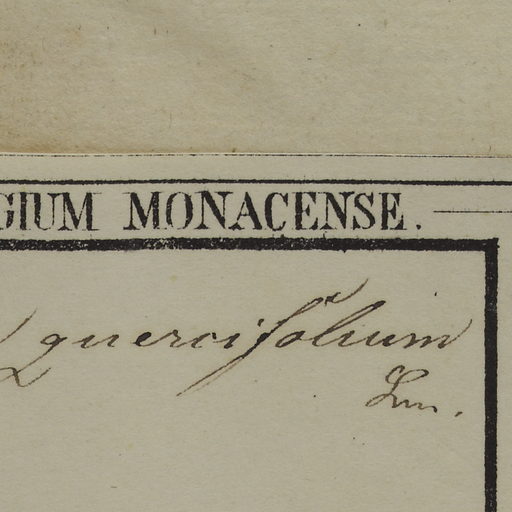 GIUM MONACENSE.
quercifolium
Lin.